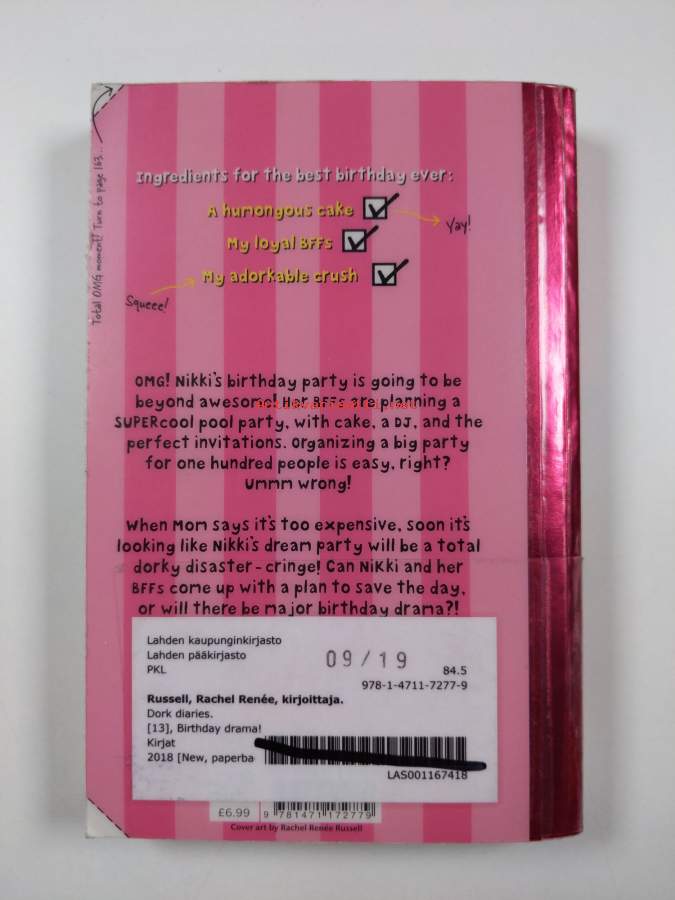 Total OMG moment! Turn to page 163...
Ingredients for the best birthday ever:
A humongous cake
Yay!
My loyal BFFs
My adorkable crush
Squeee!
OMG! Nikki's birthday party is going to be
beyond awesome! Her BFFs are planning a
SUPERcool pool party, with cake, a DJ, and the
perfect invitations. Organizing a big party
for one hundred people is easy, right?
Ummm wrong!
When Mom says it's too expensive, soon it's
looking like Nikki's dream party will be a total
dorky disaster - cringe! Can Nikki and her
BFFs come up with a plan to save the day,
or will there be major birthday drama?!
Lahden kaupunginkirjasto
Lahden pääkirjasto
09/19
PKL
84.5
978-1-4711-7277-9
Russell, Rachel Renée, kirjoittaja.
Dork diaries.
[13], Birthday drama!
Kirjat
2018 [New, paperba
LAS001167418
£6.99
9 781471 172779
Cover art by Rachel Renée Russell